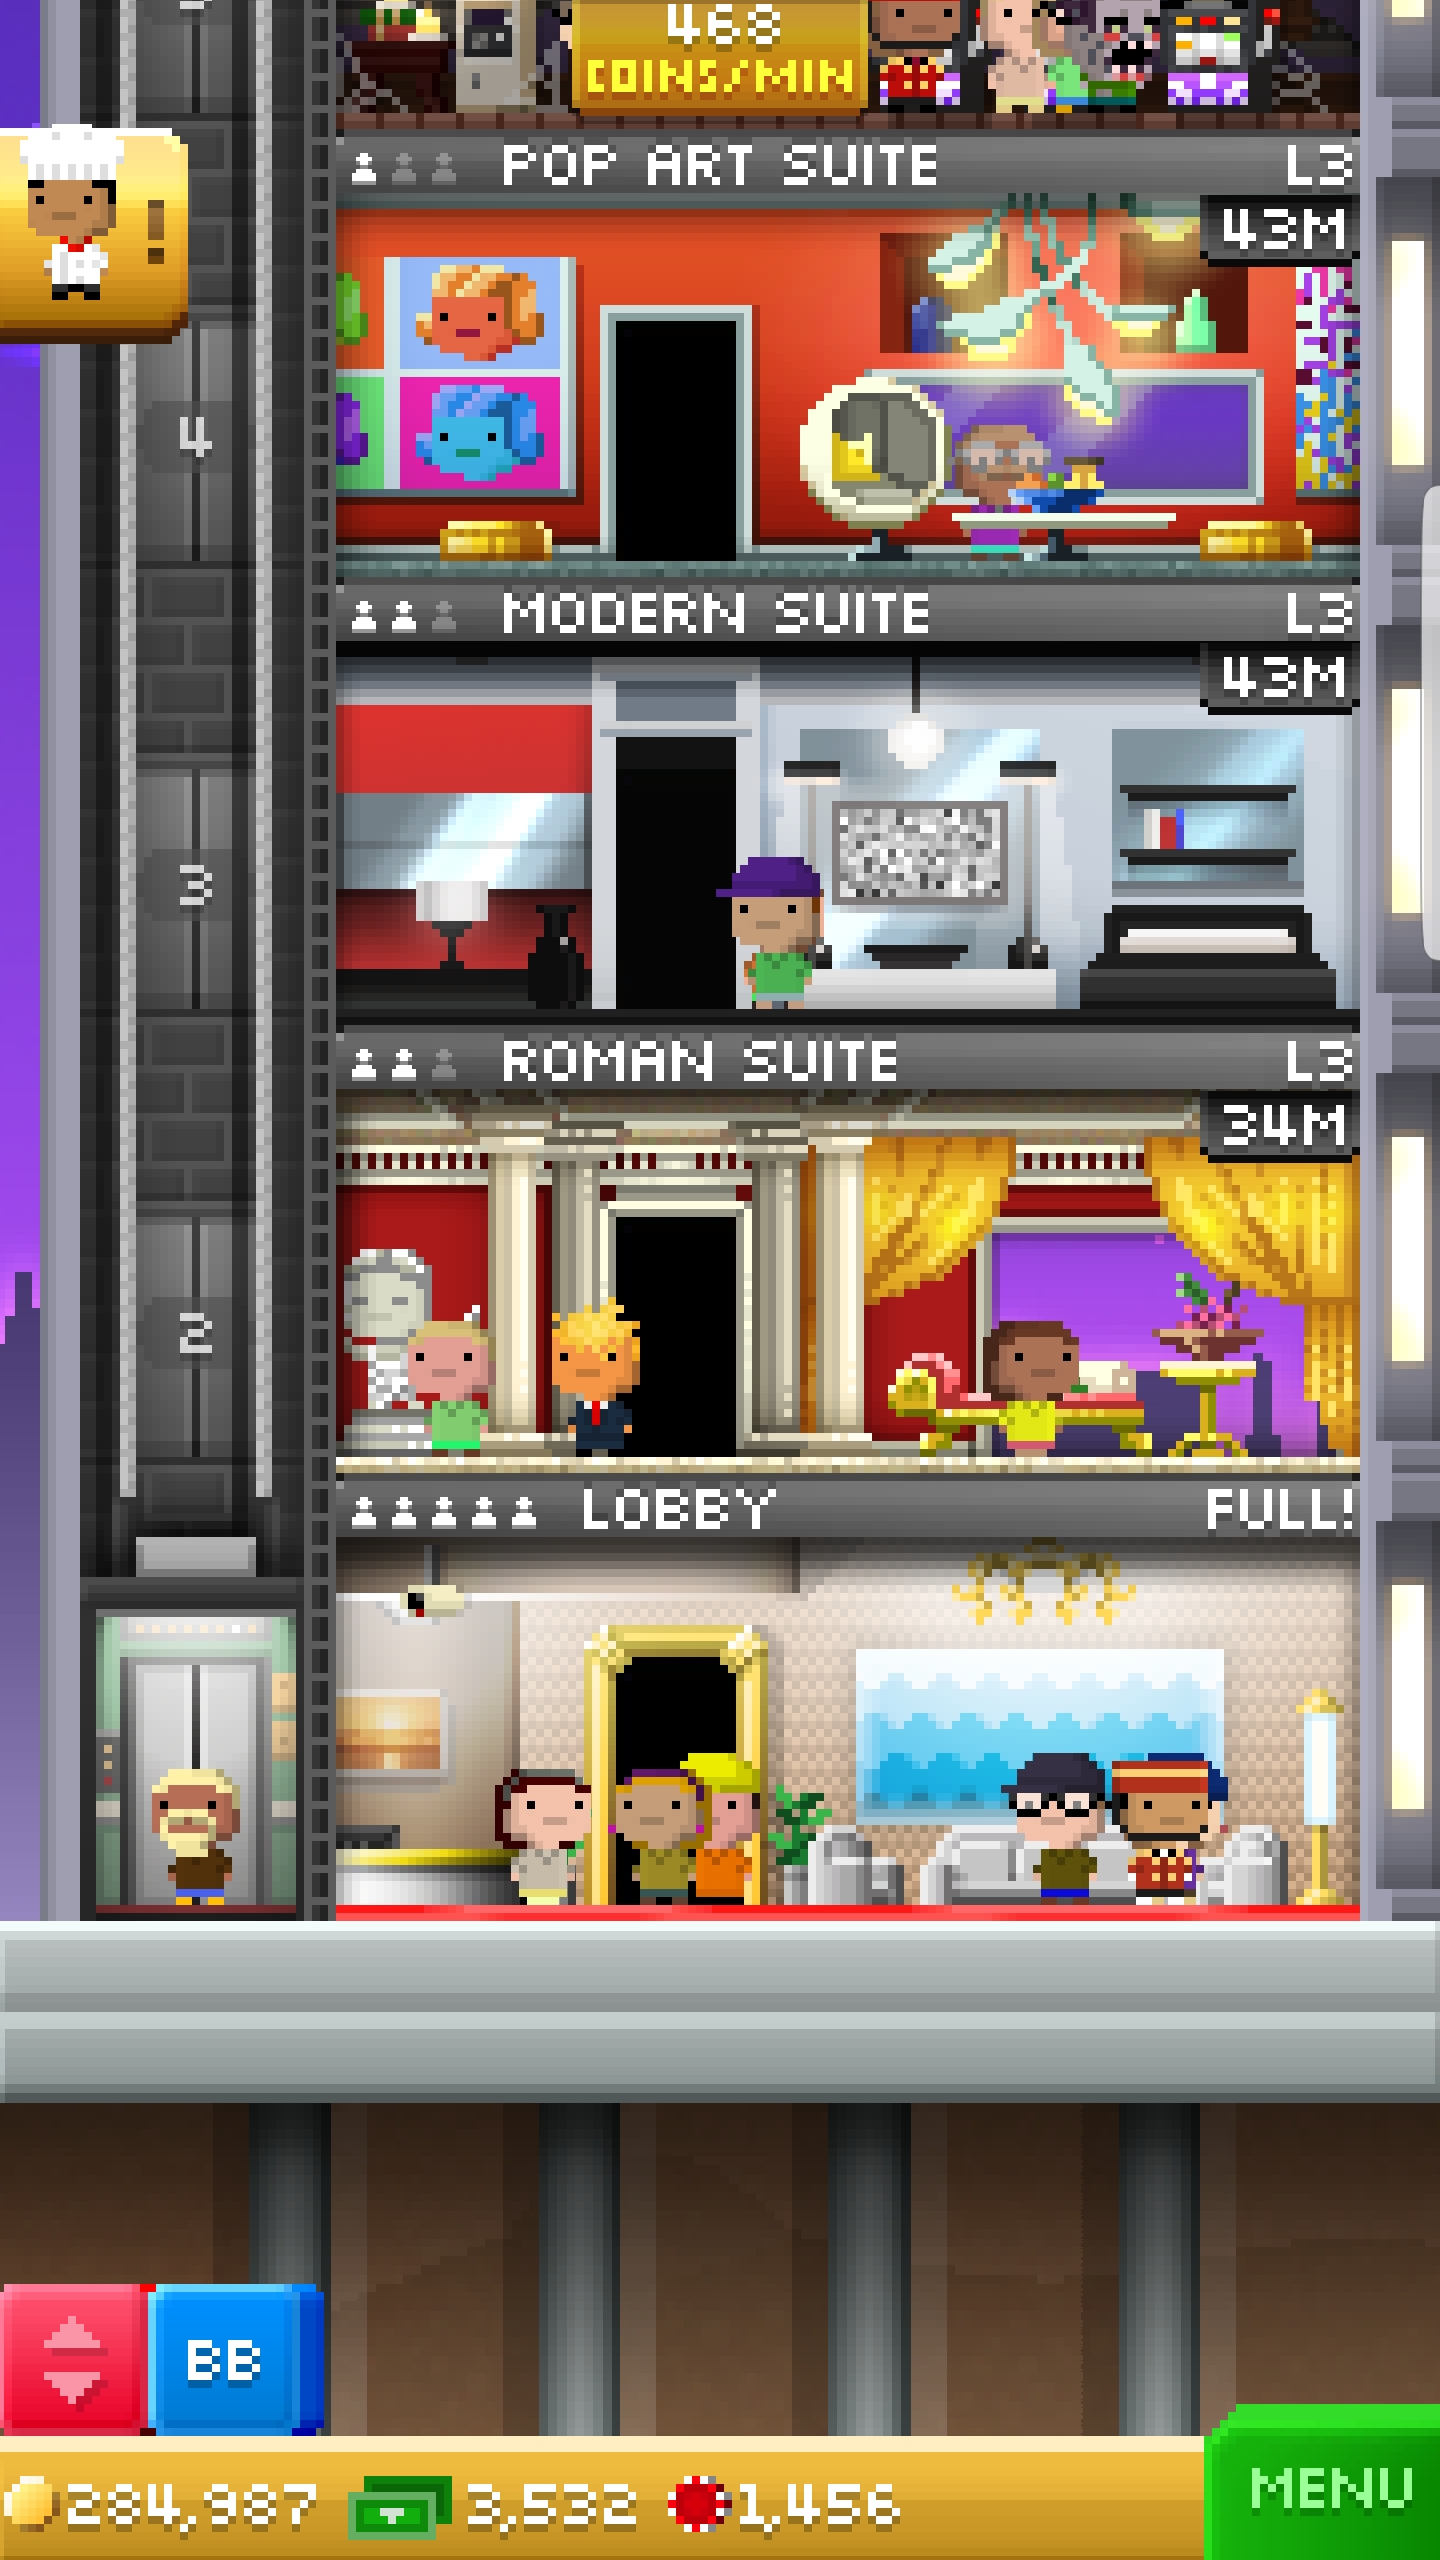 468
COINS/MIN
POP ART SUITE L3
43M
!
4
MODERN SUITE L3
43M
3
ROMAN SUITE L3
34M
2
LOBBY FULL!
BB
284,987 3,532 1,456
MENU